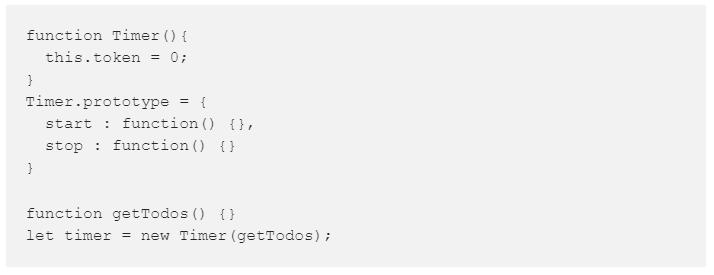 function Timer(){
  this.token = 0;
}
Timer.prototype = {
  start : function() {},
  stop : function() {}
}

function getTodos() {}
let timer = new Timer(getTodos);